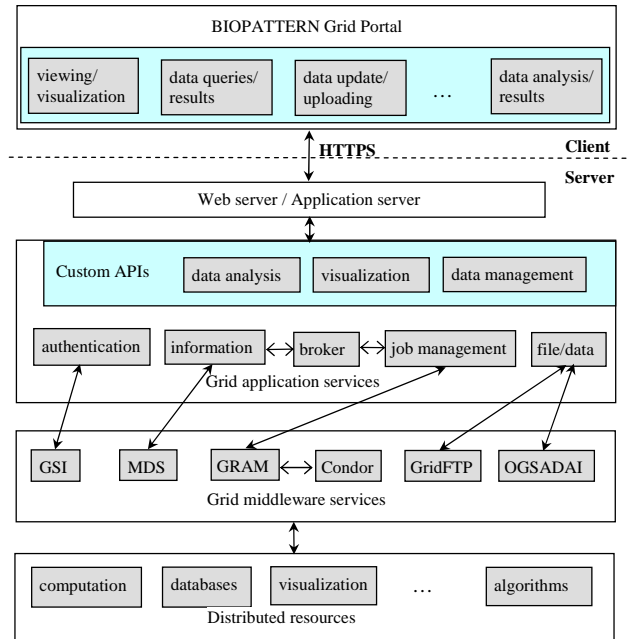 BIOPATTERN Grid Portal
viewing/
visualization
data queries/
results
data update/
uploading
…
data analysis/
results
HTTPS
Client
Server
Web server / Application server
Custom APIs
data analysis
visualization
data management
authentication
information
broker
job management
file/data
Grid application services
GSI
MDS
GRAM
Condor
GridFTP
OGSADAI
Grid middleware services
computation
databases
visualization
…
algorithms
Distributed resources